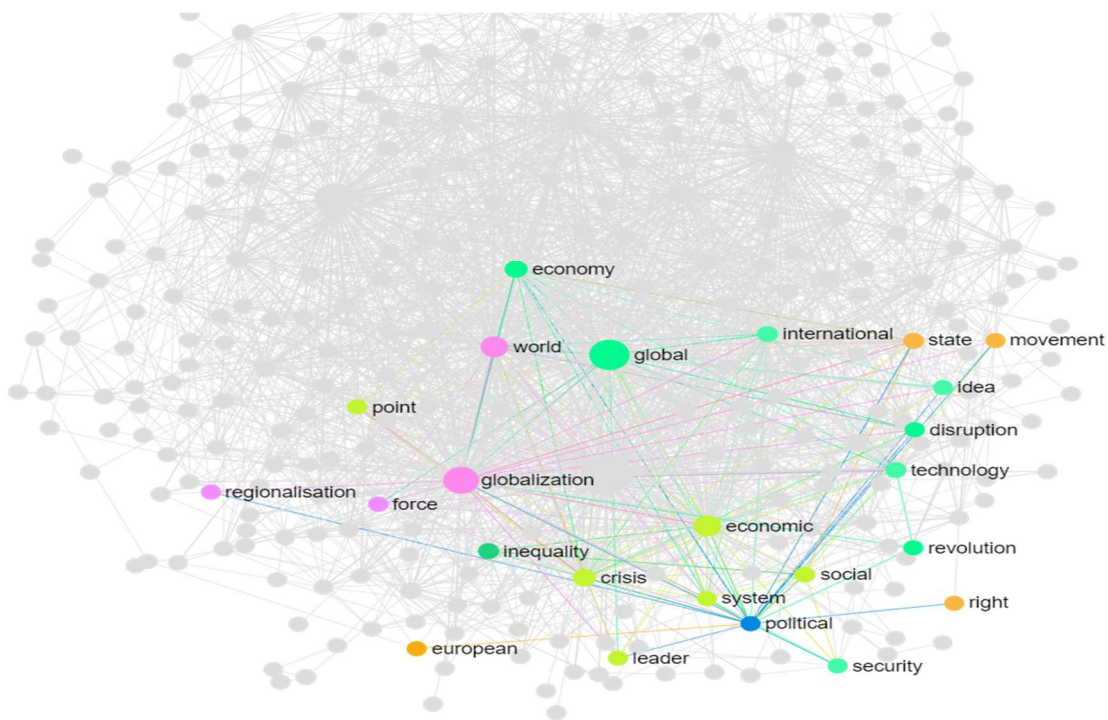 economy
international
state
movement
world
global
idea
point
disruption
technology
globalization
regionalisation
force
economic
inequality
revolution
crisis
social
system
right
political
european
leader
security